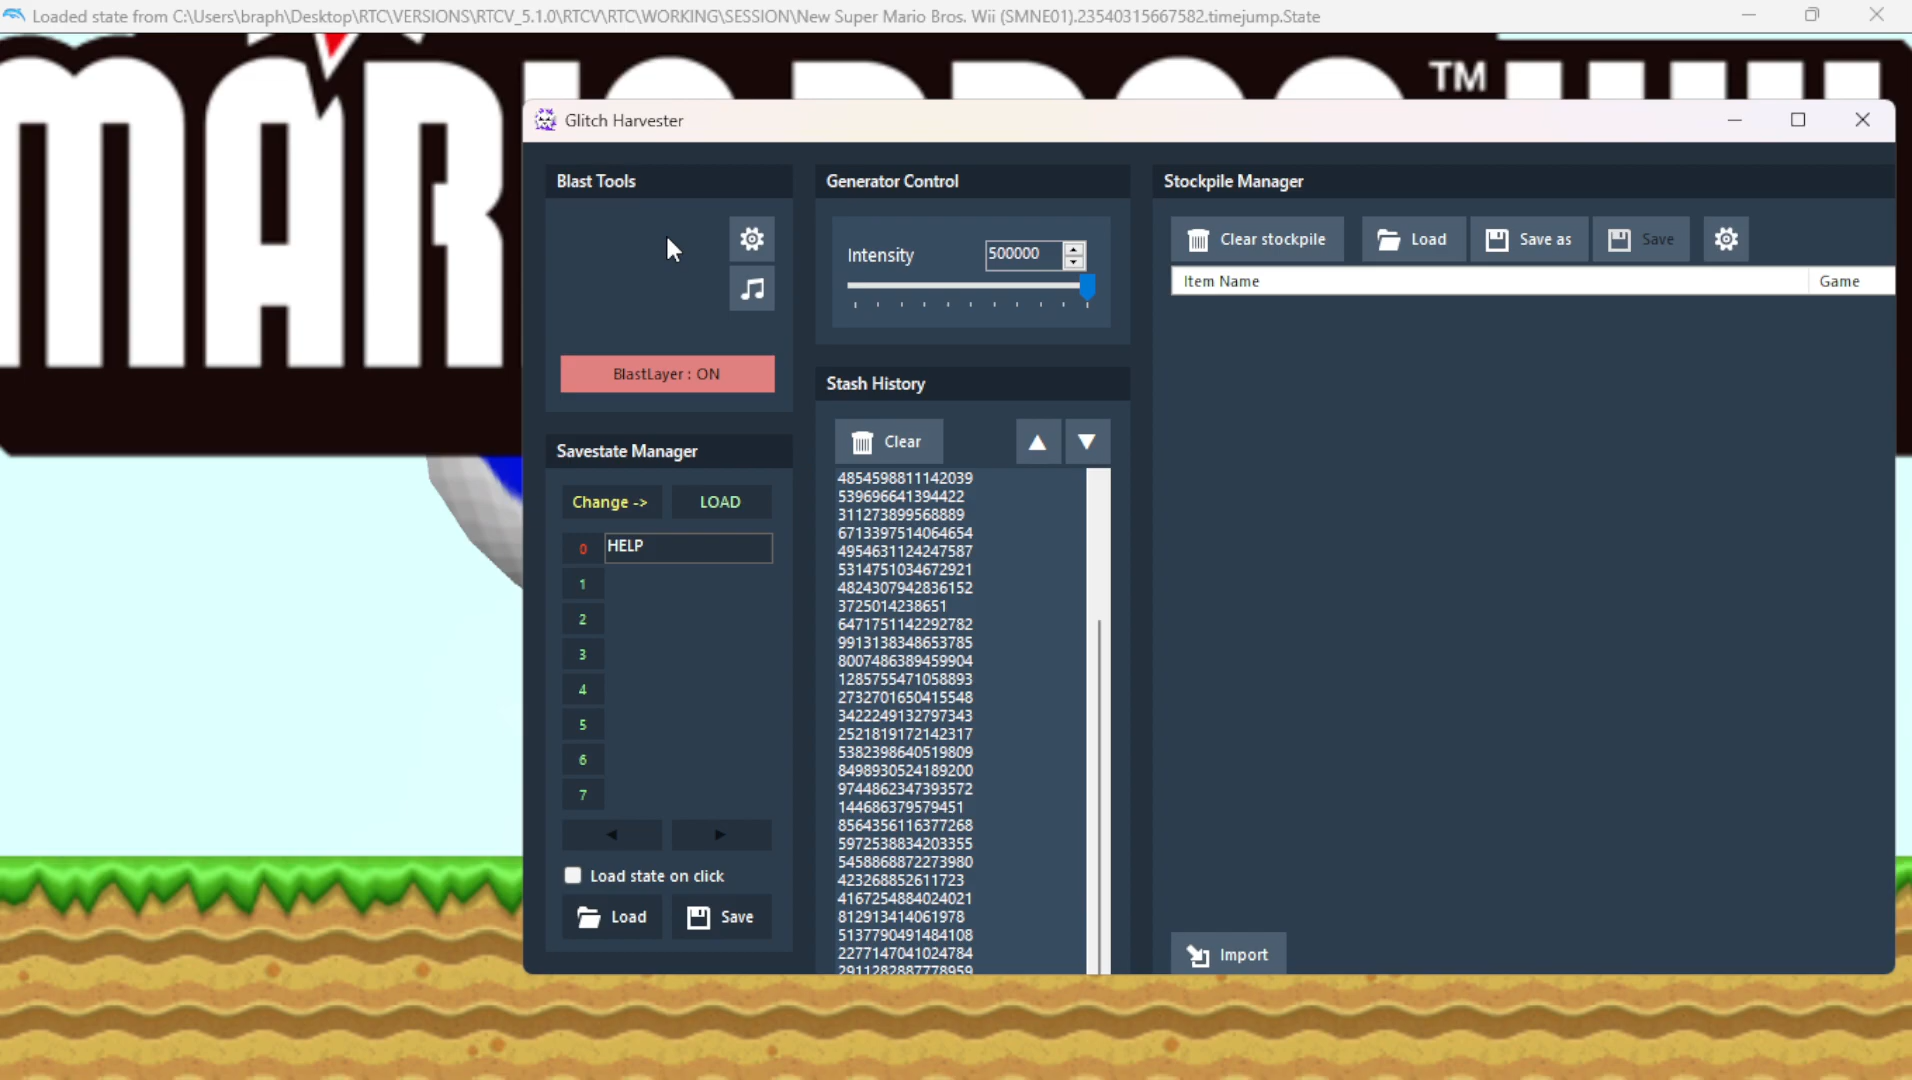 Loaded state from C:\Users\braph\Desktop\RTC\VERSIONS\RTCV_5.1.0\RTCV\RTC\WORKING\SESSION\New Super Mario Bros. Wii (SMNE01).23540315667582.timejump.State
TM
Glitch Harvester
Blast Tools
BlastLayer : ON
Savestate Manager
Change -> LOAD
0 HELP
1
2
3
4
5
6
7
Load state on click
Load Save
Generator Control
Intensity 500000
Stash History
Clear
4854598811142039
539696641394422
311273899568889
6713397514064654
4954631124247587
5314751034672921
4824307942836152
3725014238651
6471751142292782
9913138348653785
8007486389459904
1285755471058893
2732701650415548
3422249132797343
2521819172142317
5382398640519809
8498930524189200
9744862347393572
144686379579451
8564356116377268
5972538834203355
5458868872273980
423268852611723
4167254884024021
812913414061978
5137790491484108
2277147041024784
2911282887778959
Stockpile Manager
Clear stockpile Load Save as Save
Item Name Game
Import